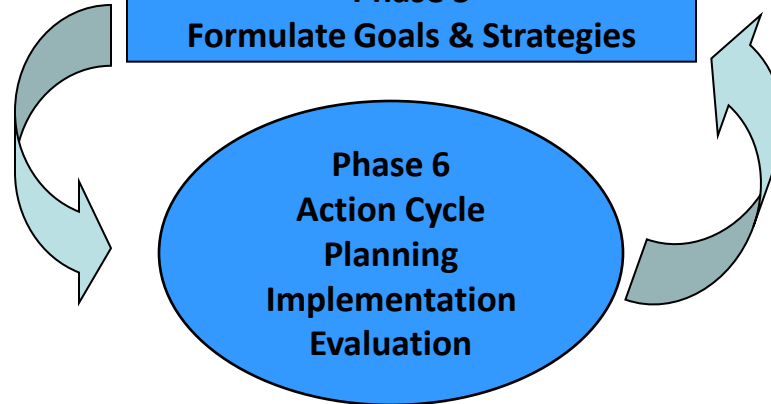 Formulate Goals & Strategies
Phase 6
Action Cycle
Planning
Implementation
Evaluation